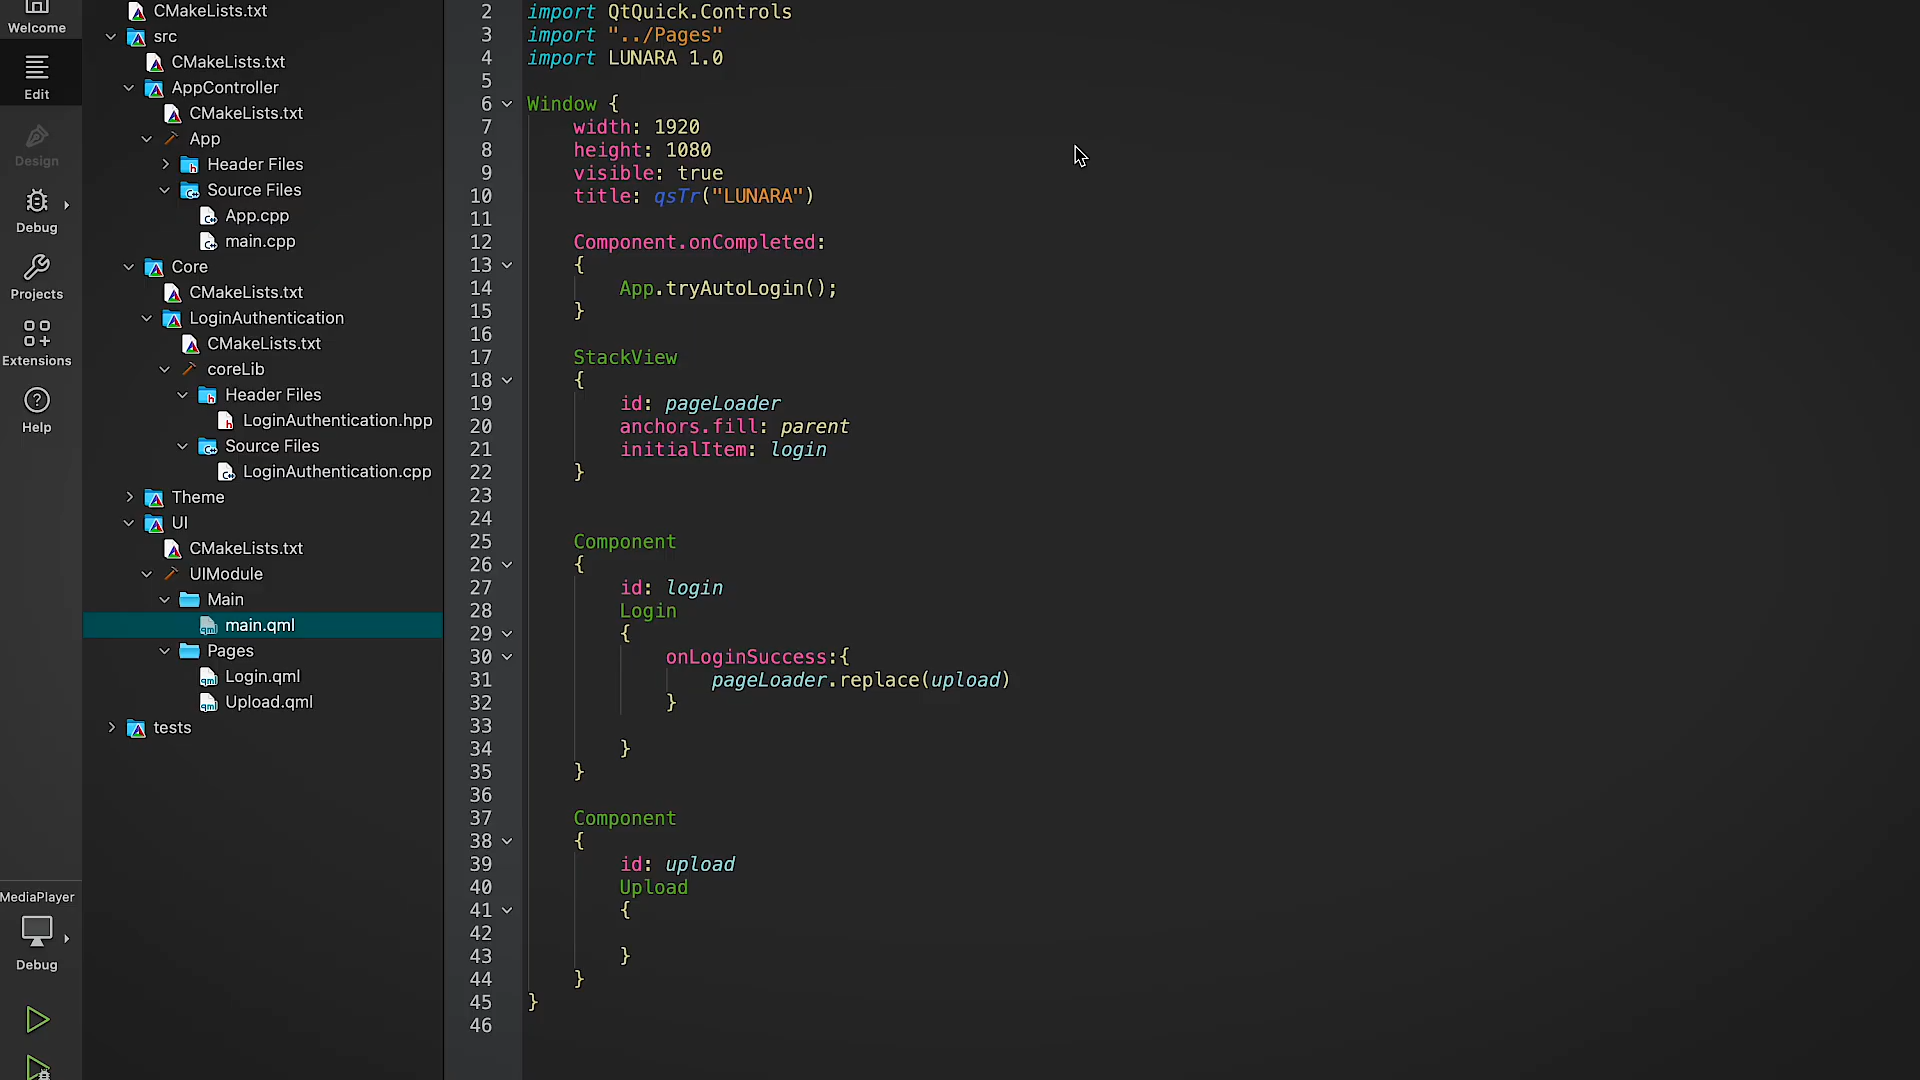 Welcome
Edit
Design
Debug
Projects
Extensions
Help
MediaPlayer
Debug
CMakeLists.txt
src
CMakeLists.txt
AppController
CMakeLists.txt
App
Header Files
Source Files
App.cpp
main.cpp
Core
CMakeLists.txt
LoginAuthentication
CMakeLists.txt
coreLib
Header Files
LoginAuthentication.hpp
Source Files
LoginAuthentication.cpp
Theme
UI
CMakeLists.txt
UIModule
Main
main.qml
Pages
Login.qml
Upload.qml
tests
2 import QtQuick.Controls
3 import "../Pages"
4 import LUNARA 1.0
5
6 Window {
7 width: 1920
8 height: 1080
9 visible: true
10 title: qsTr("LUNARA")
11
12 Component.onCompleted:
13 {
14 App.tryAutoLogin();
15 }
16
17 StackView
18 {
19 id: pageLoader
20 anchors.fill: parent
21 initialItem: login
22 }
23
24
25 Component
26 {
27 id: login
28 Login
29 {
30 onLoginSuccess:{
31 pageLoader.replace(upload)
32 }
33
34 }
35 }
36
37 Component
38 {
39 id: upload
40 Upload
41 {
42
43 }
44 }
45 }
46